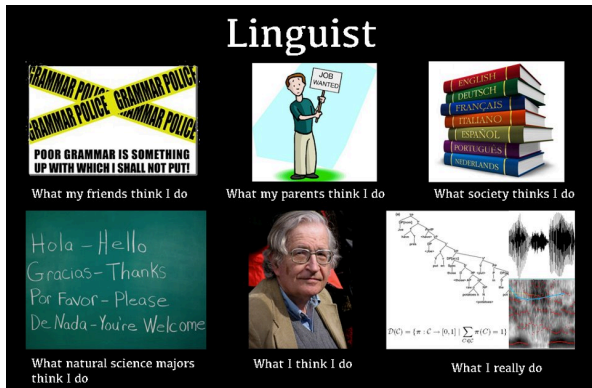 Linguist
GRAMMAR POLICE GRAMMAR POLICE
GRAMMAR POLICE GRAMMAR POLICE
POOR GRAMMAR IS SOMETHING
UP WITH WHICH I SHALL NOT PUT!
What my friends think I do
JOB
WANTED
What my parents think I do
ENGLISH
DEUTSCH
FRANÇAIS
ITALIANO
ESPAÑOL
PORTUGUÊS
NEDERLANDS
What society thinks I do
Hola – Hello
Gracias – Thanks
Por Favor – Please
De Nada – You're Welcome
What natural science majors
think I do
What I think I do
D(C) = {π : C → [0,1] | ∑ π(C) = 1}
C∈C
What I really do